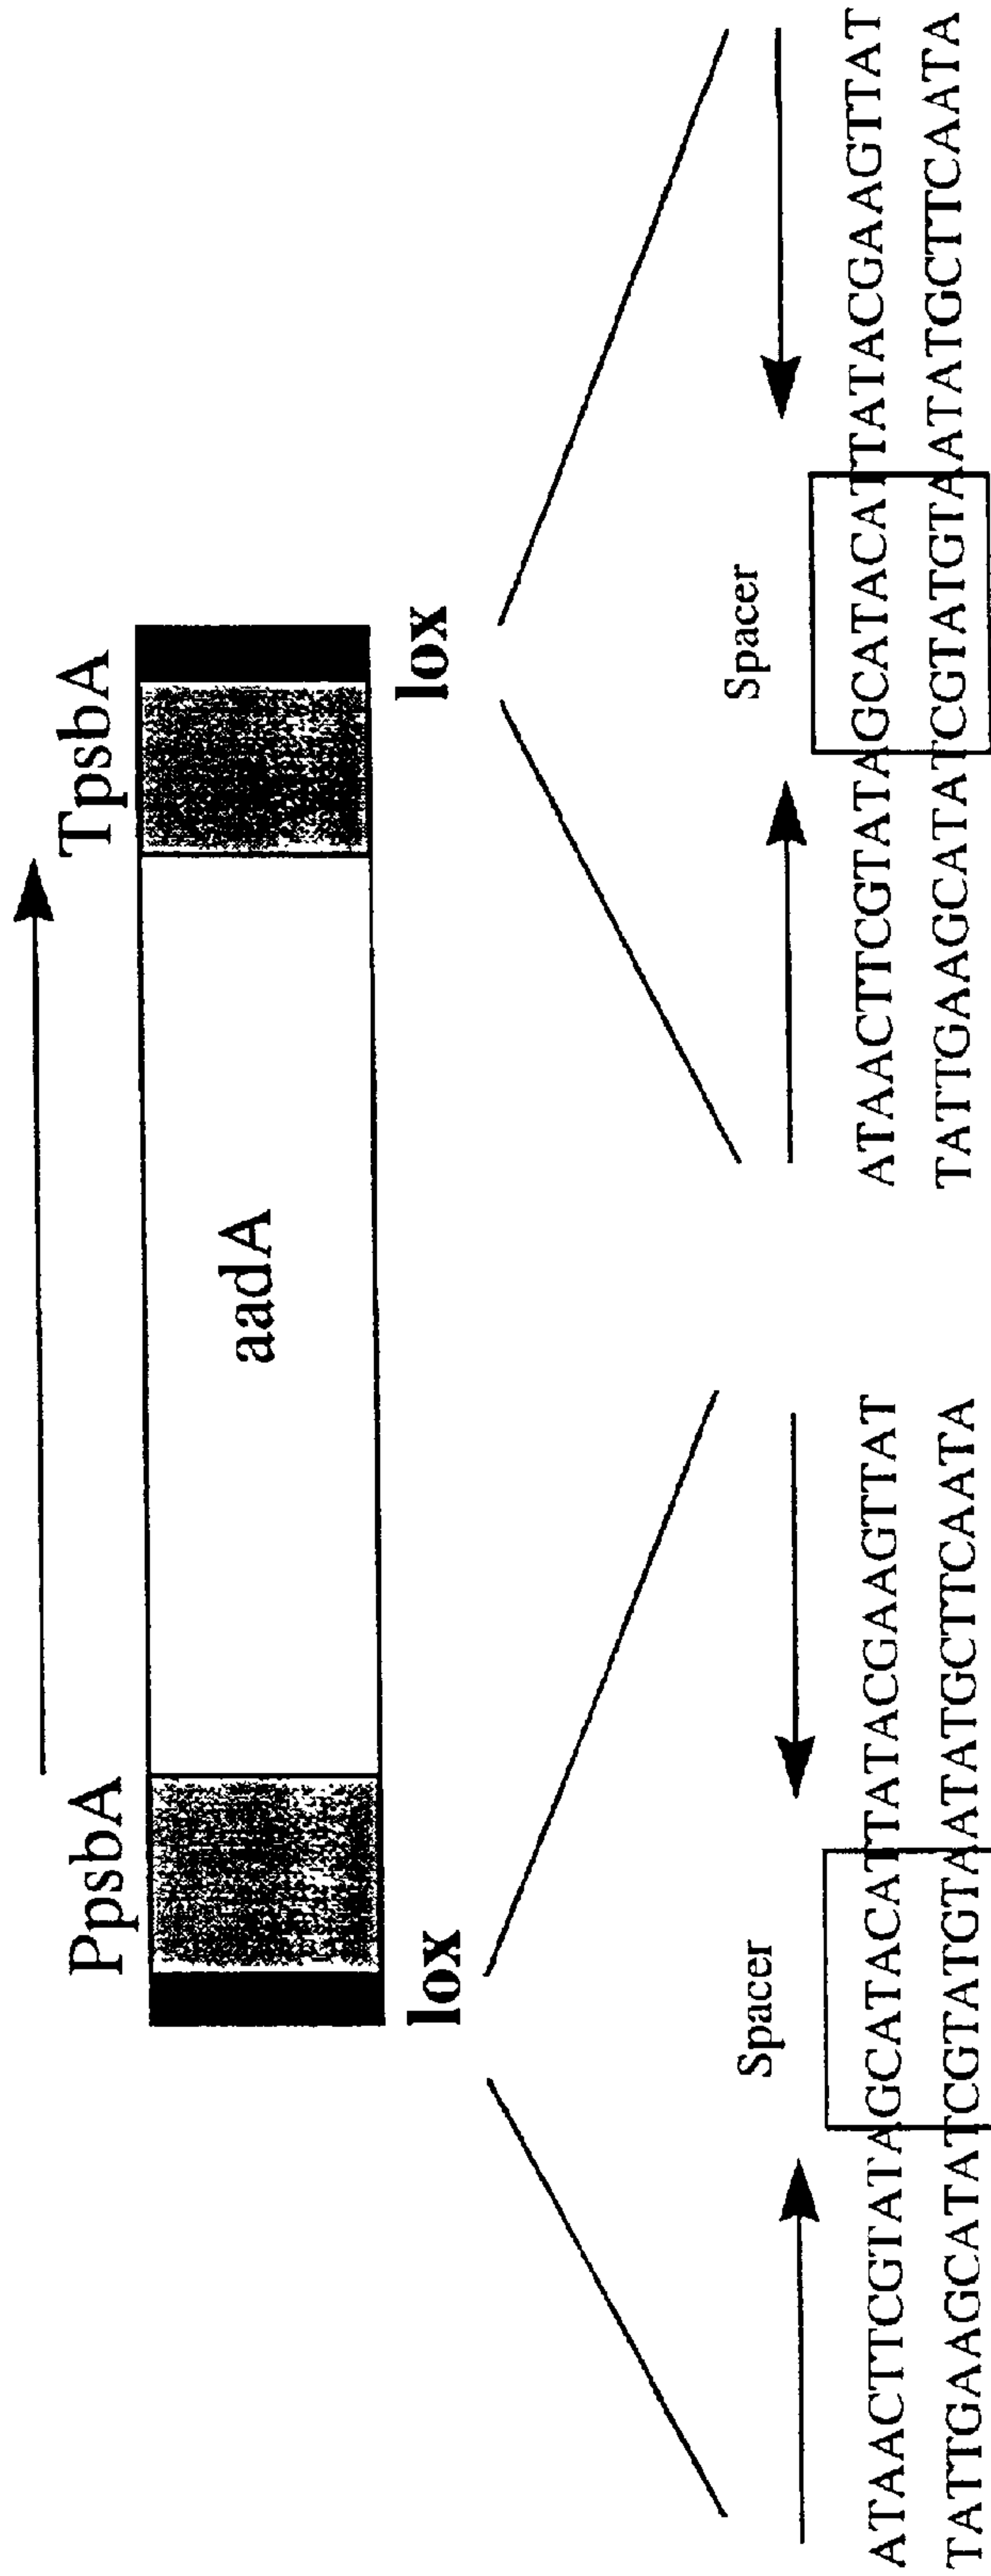 PpsbA
TpsbA
aadA
lox
lox
Spacer
Spacer
ATAACTTCGTATAGCATACATTATACGAAGTTAT
TATTGAAGCATATCGTATGTAATATGCTTCAATA
ATAACTTCGTATAGCATACATTATACGAAGTTAT
TATTGAAGCATATCGTATGTAATATGCTTCAATA